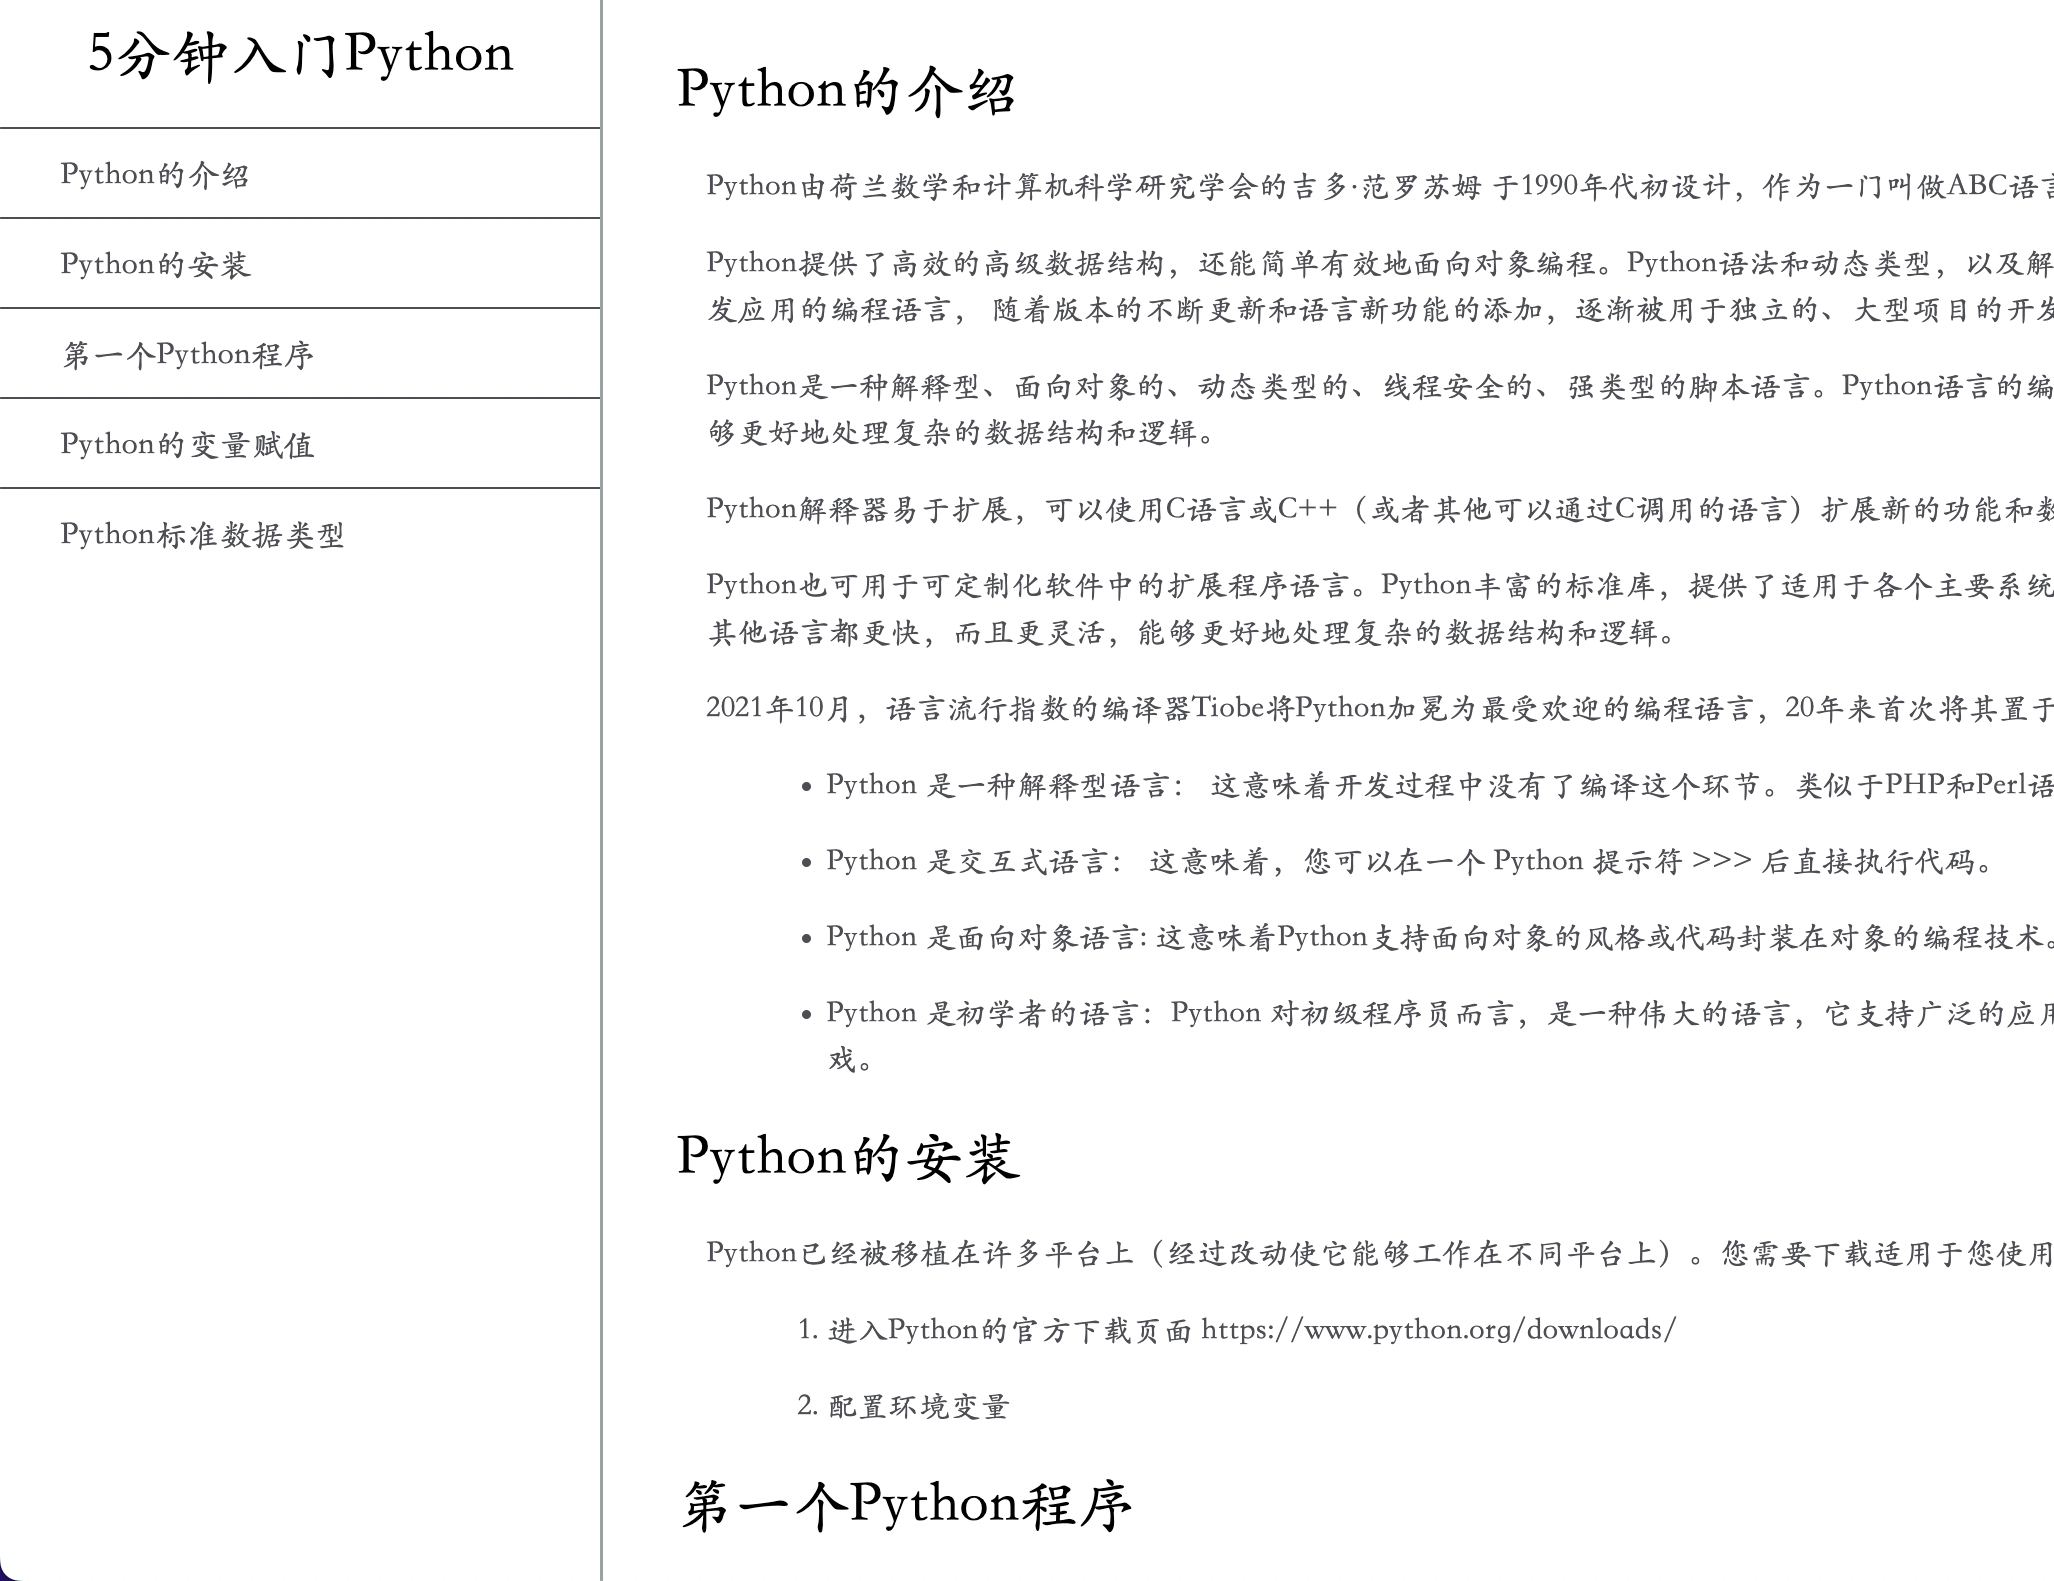 5分钟入门Python
Python的介绍
Python的安装
第一个Python程序
Python的变量赋值
Python标准数据类型
Python的介绍
Python由荷兰数学和计算机科学研究学会的吉多·范罗苏姆 于1990年代初设计，作为一门叫做ABC语言
Python提供了高效的高级数据结构，还能简单有效地面向对象编程。Python语法和动态类型，以及解
发应用的编程语言， 随着版本的不断更新和语言新功能的添加，逐渐被用于独立的、大型项目的开发
Python是一种解释型、面向对象的、动态类型的、线程安全的、强类型的脚本语言。Python语言的编
够更好地处理复杂的数据结构和逻辑。
Python解释器易于扩展，可以使用C语言或C++（或者其他可以通过C调用的语言）扩展新的功能和数
Python也可用于可定制化软件中的扩展程序语言。Python丰富的标准库，提供了适用于各个主要系统
其他语言都更快，而且更灵活，能够更好地处理复杂的数据结构和逻辑。
2021年10月，语言流行指数的编译器Tiobe将Python加冕为最受欢迎的编程语言，20年来首次将其置于
• Python 是一种解释型语言： 这意味着开发过程中没有了编译这个环节。类似于PHP和Perl语
• Python 是交互式语言： 这意味着，您可以在一个 Python 提示符 >>> 后直接执行代码。
• Python 是面向对象语言: 这意味着Python支持面向对象的风格或代码封装在对象的编程技术。
• Python 是初学者的语言：Python 对初级程序员而言，是一种伟大的语言，它支持广泛的应用
戏。
Python的安装
Python已经被移植在许多平台上（经过改动使它能够工作在不同平台上）。您需要下载适用于您使用
1. 进入Python的官方下载页面 https://www.python.org/downloads/
2. 配置环境变量
第一个Python程序